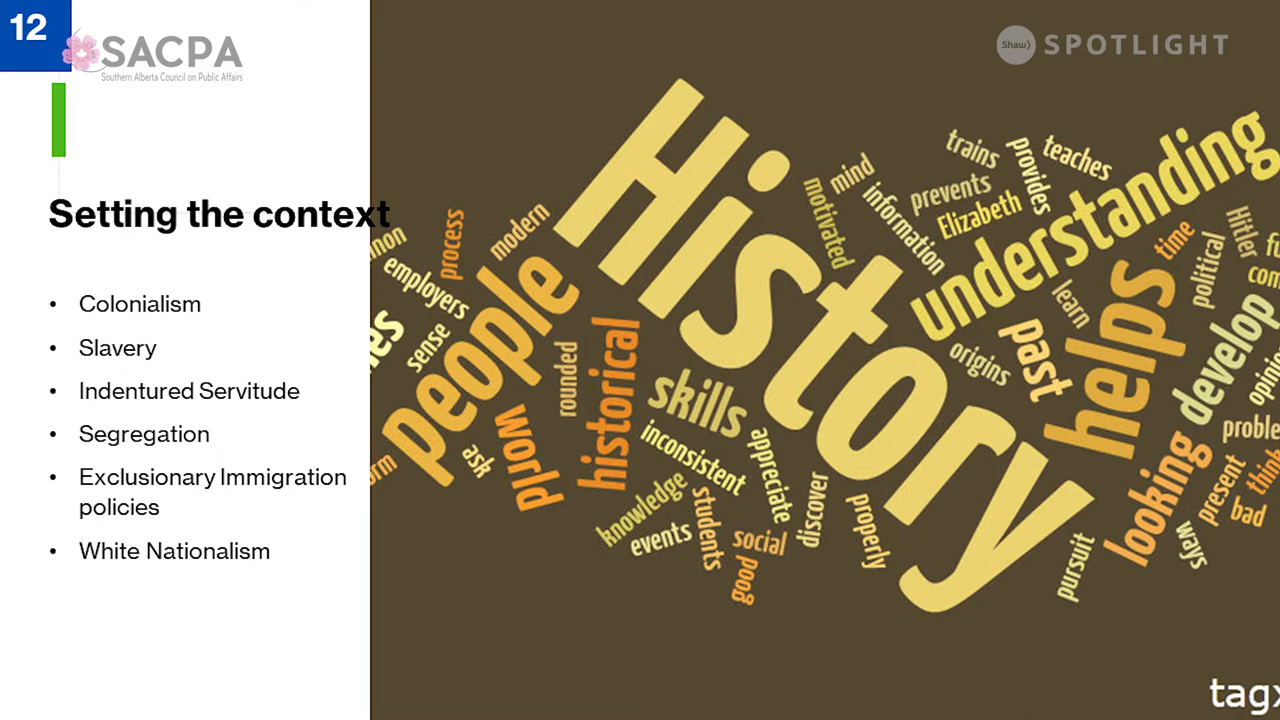 12
SACPA
Southern Alberta Council on Public Affairs
Shaw) SPOTLIGHT
Setting the context
• Colonialism
• Slavery
• Indentured Servitude
• Segregation
• Exclusionary Immigration
policies
• White Nationalism
History
understanding
people
helps
historical
world
skills
past
develop
looking
process
modern
employers
sense
rounded
ask
inconsistent
knowledge
events
students
social
good
appreciate
discover
properly
motivated
mind
information
prevents
Elizabeth
trains
provides
teaches
time
political
Hitler
learn
origins
present
bad
ways
pursuit